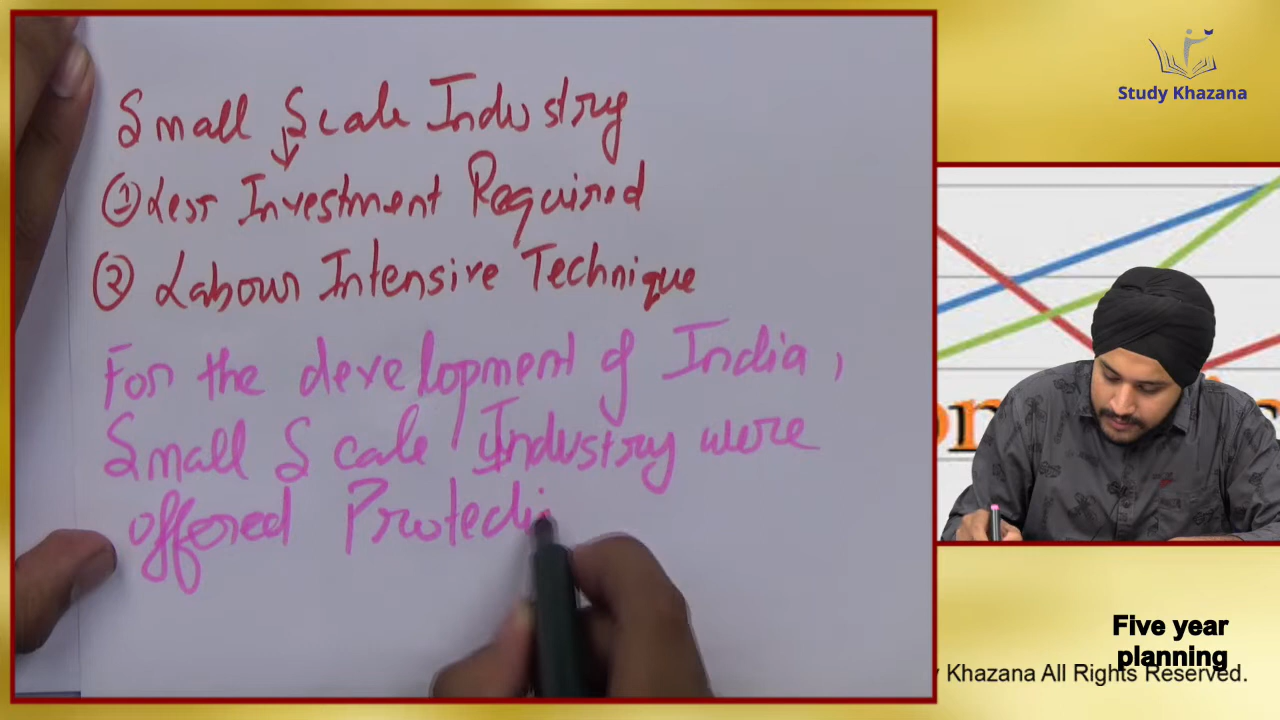 Small Scale Industry
① Less Investment Required
② Labour Intensive Technique
For the development of India,
Small Scale Industry were
offered Protecti
Study Khazana
Five year
planning
Khazana All Rights Reserved.